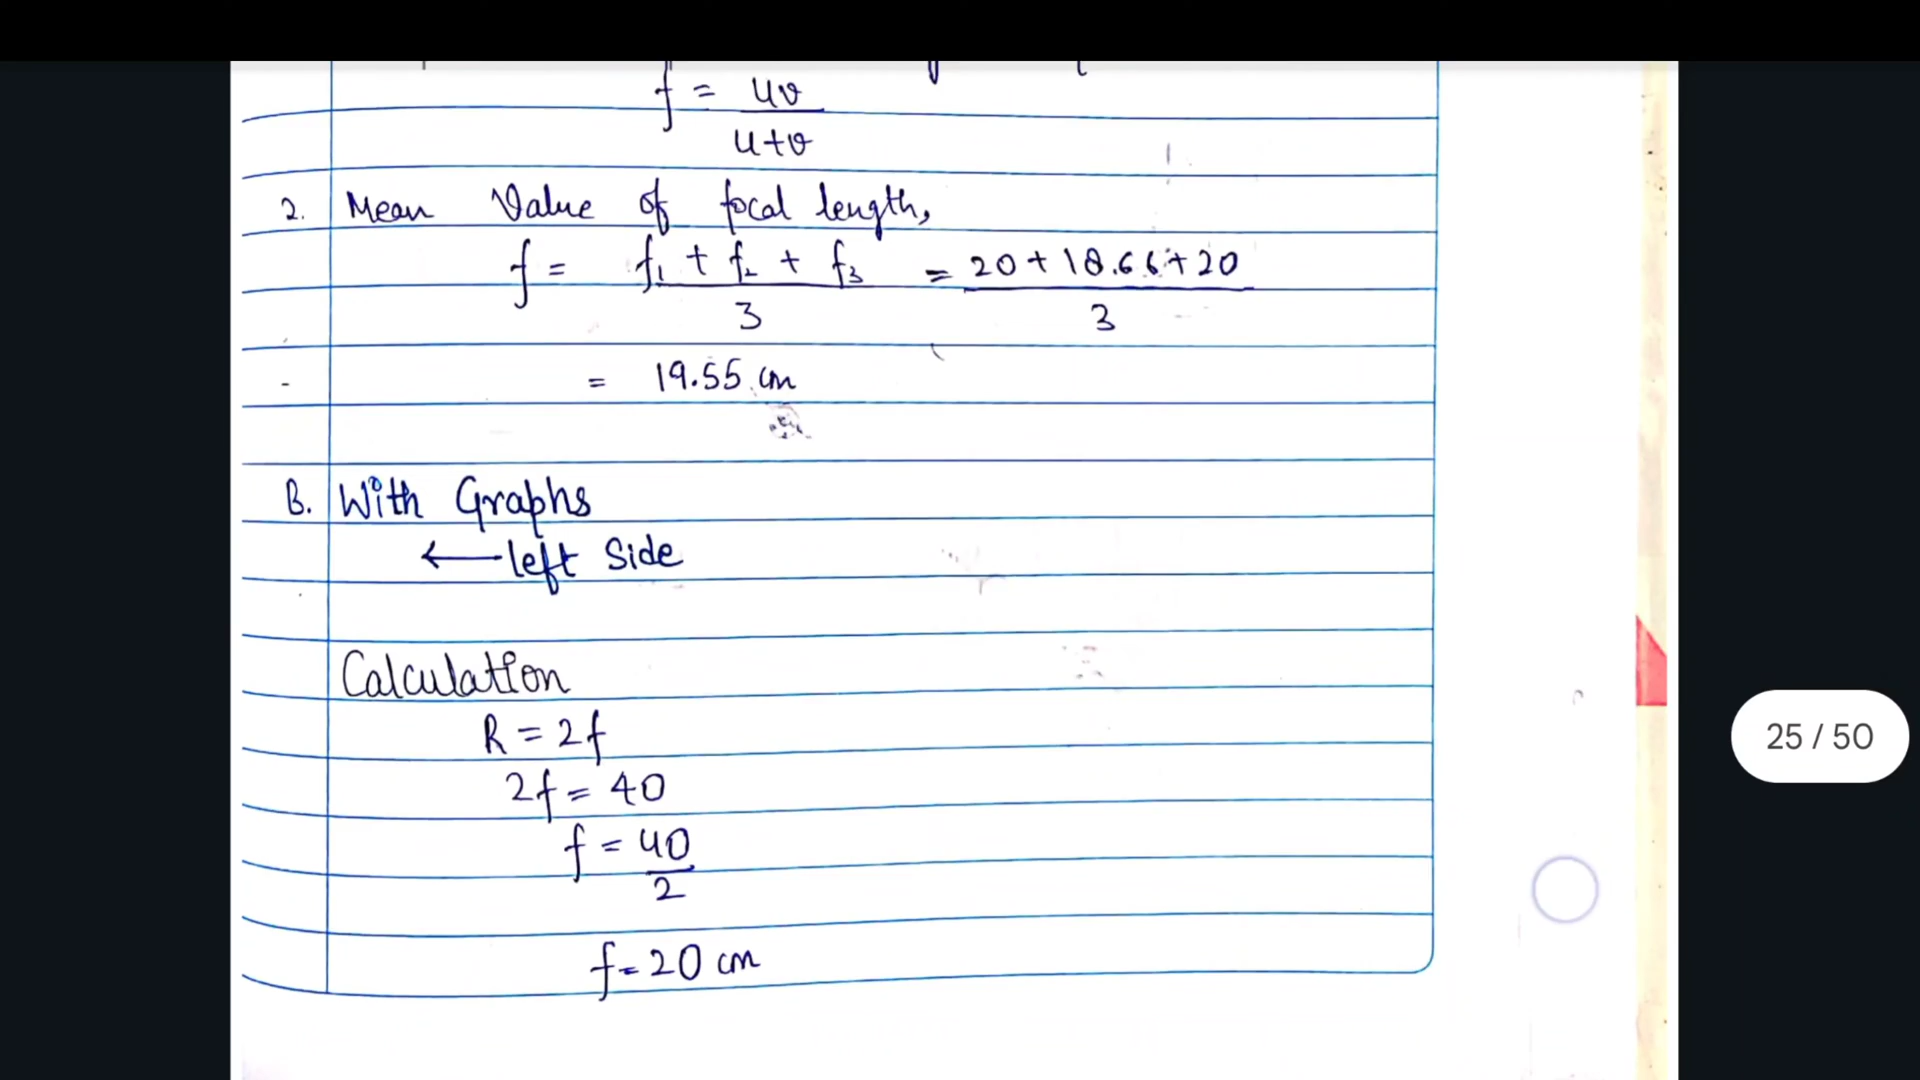 f = uv
u+v
2. Mean Value of focal length,
f = f₁ + f₂ + f₃ = 20 + 18.66 + 20
3 3
= 19.55 cm
B. With Graphs
← left Side
Calculation
R = 2f
2f = 40
25 / 50
f = 40
2
f = 20 cm